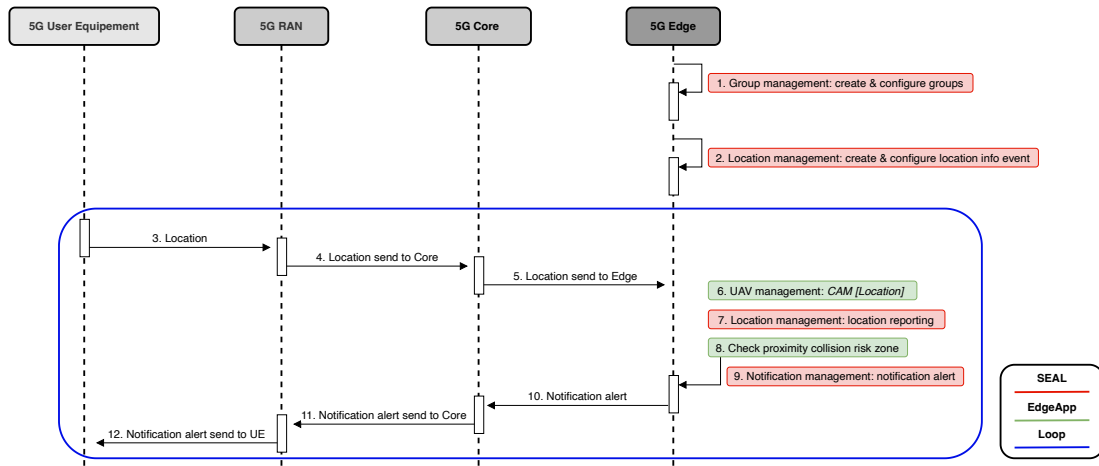 5G User Equipement
5G RAN
5G Core
5G Edge
1. Group management: create & configure groups
2. Location management: create & configure location info event
3. Location
4. Location send to Core
5. Location send to Edge
6. UAV management: CAM [Location]
7. Location management: location reporting
8. Check proximity collision risk zone
9. Notification management: notification alert
10. Notification alert
11. Notification alert send to Core
12. Notification alert send to UE
SEAL
EdgeApp
Loop